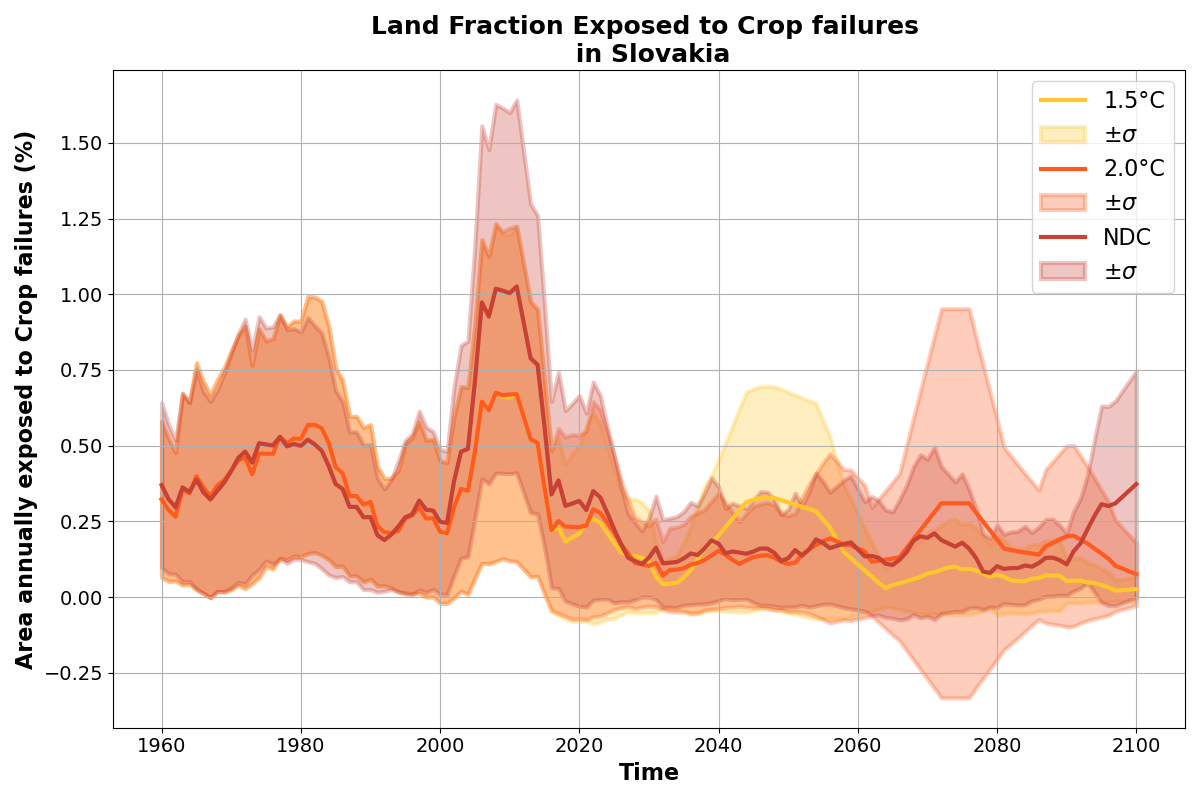 Land Fraction Exposed to Crop failures
in Slovakia
Area annually exposed to Crop failures (%)
1.50
1.25
1.00
0.75
0.50
0.25
0.00
−0.25
1960
1980
2000
2020
2040
2060
2080
2100
Time
1.5°C
±σ
2.0°C
±σ
NDC
±σ